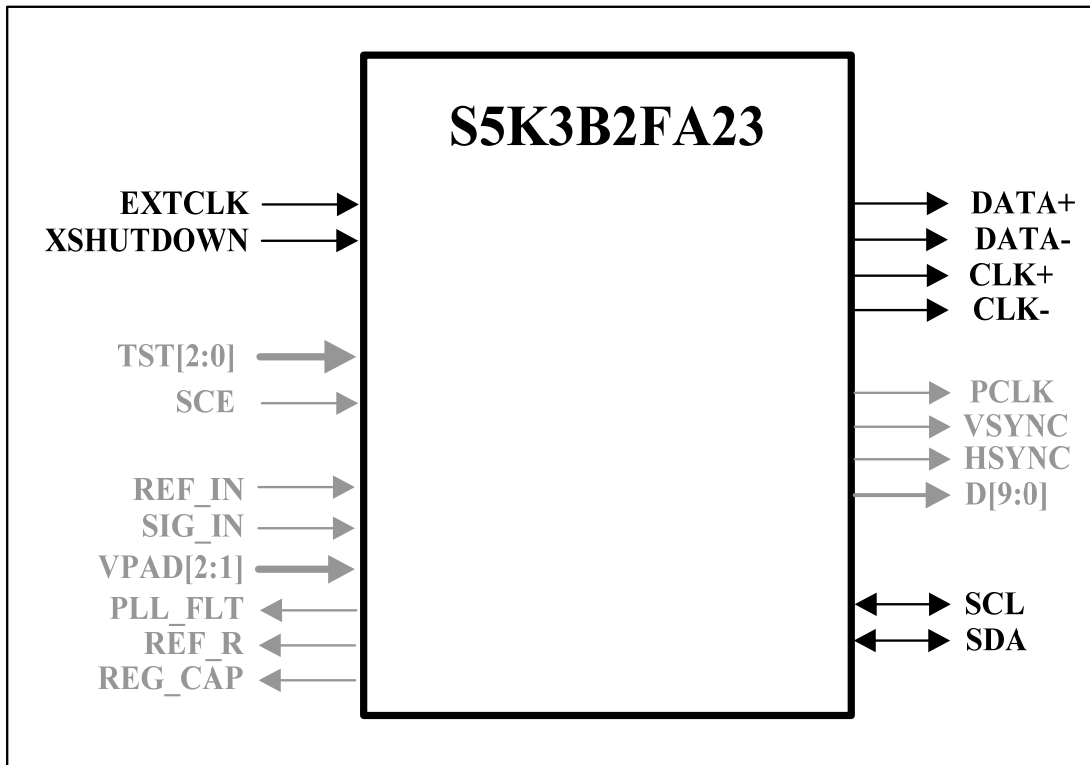 S5K3B2FA23
EXTCLK
XSHUTDOWN
TST[2:0]
SCE
REF_IN
SIG_IN
VPAD[2:1]
PLL_FLT
REF_R
REG_CAP
DATA+
DATA-
CLK+
CLK-
PCLK
VSYNC
HSYNC
D[9:0]
SCL
SDA